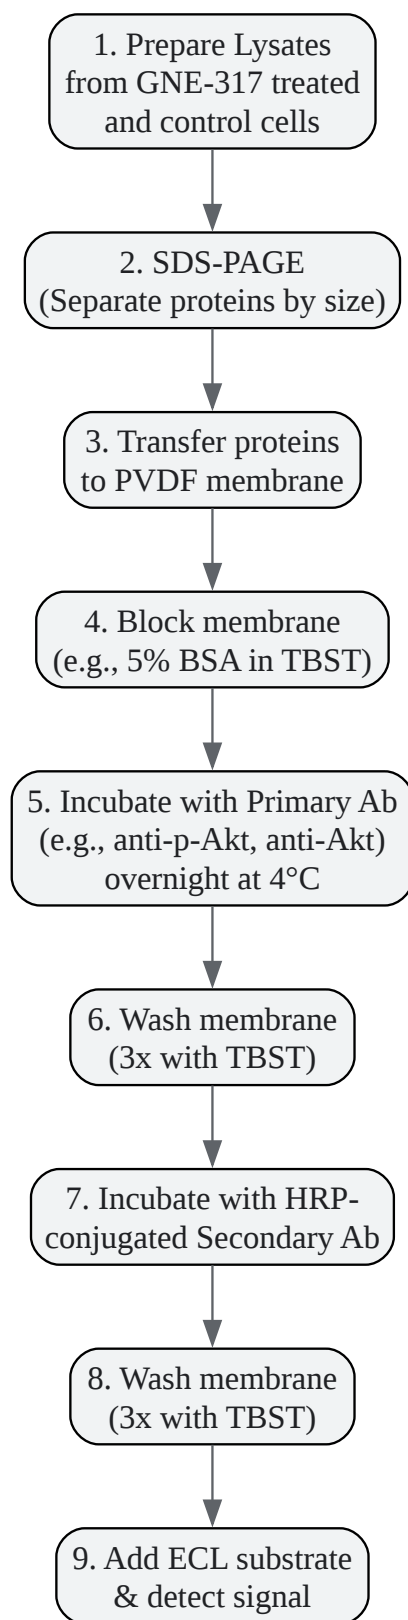 1. Prepare Lysates
from GNE-317 treated
and control cells
2. SDS-PAGE
(Separate proteins by size)
3. Transfer proteins
to PVDF membrane
4. Block membrane
(e.g., 5% BSA in TBST)
5. Incubate with Primary Ab
(e.g., anti-p-Akt, anti-Akt)
overnight at 4°C
6. Wash membrane
(3x with TBST)
7. Incubate with HRP-
conjugated Secondary Ab
8. Wash membrane
(3x with TBST)
9. Add ECL substrate
& detect signal